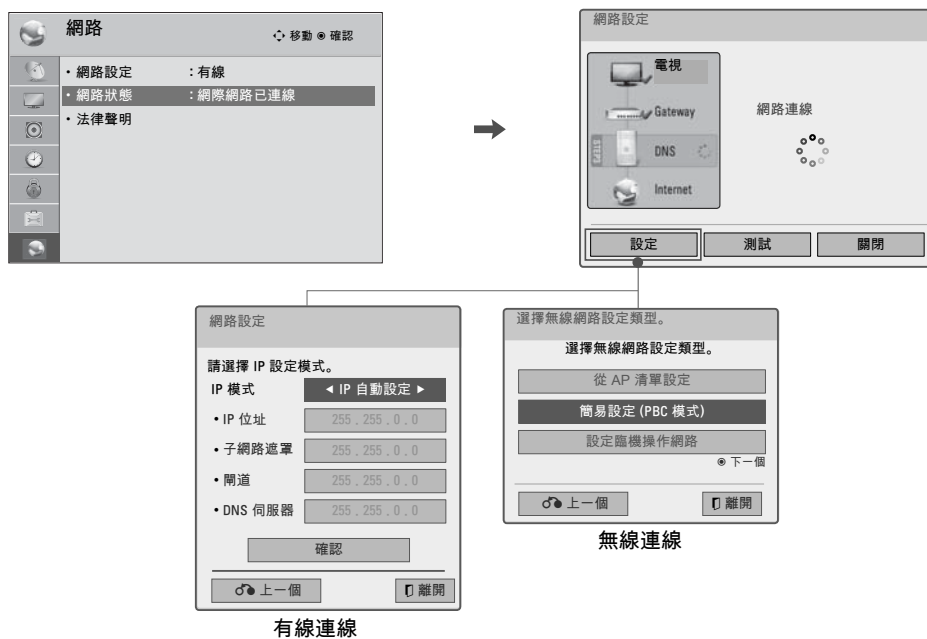 網路
移動 ◉ 確認
• 網路設定 : 有線
• 網路狀態 : 網際網路已連線
• 法律聲明
網路設定
電視
Gateway
STEP3
DNS
Internet
網路連線
設定 測試 關閉
網路設定
請選擇 IP 設定模式。
IP 模式 ◄ IP 自動設定 ►
• IP 位址 255 . 255 . 0 . 0
• 子網路遮罩 255 . 255 . 0 . 0
• 閘道 255 . 255 . 0 . 0
• DNS 伺服器 255 . 255 . 0 . 0
確認
上一個 離開
有線連線
選擇無線網路設定類型。
選擇無線網路設定類型。
從 AP 清單設定
簡易設定 (PBC 模式)
設定臨機操作網路
◉ 下一個
上一個 離開
無線連線